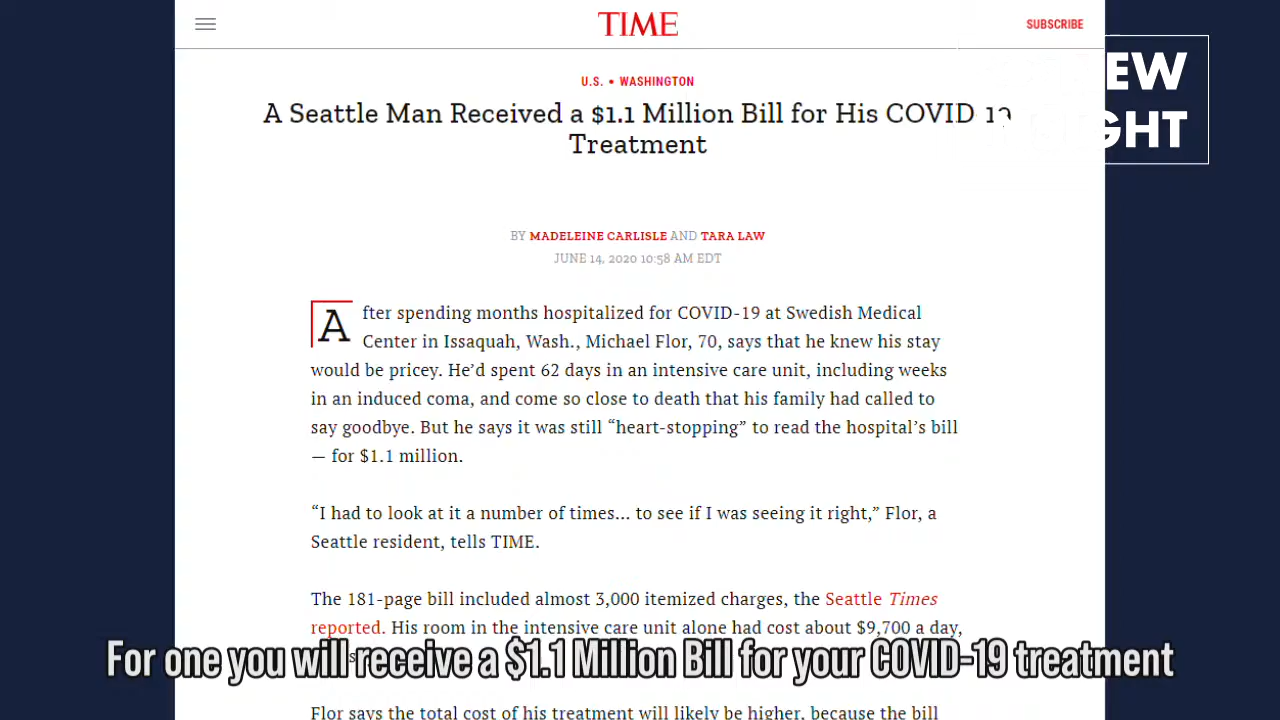 TIME
SUBSCRIBE
EW
GHT
U.S. • WASHINGTON
A Seattle Man Received a $1.1 Million Bill for His COVID-19
Treatment
BY MADELEINE CARLISLE AND TARA LAW
JUNE 14, 2020 10:58 AM EDT
After spending months hospitalized for COVID-19 at Swedish Medical
Center in Issaquah, Wash., Michael Flor, 70, says that he knew his stay
would be pricey. He’d spent 62 days in an intensive care unit, including weeks
in an induced coma, and come so close to death that his family had called to
say goodbye. But he says it was still “heart-stopping” to read the hospital’s bill
— for $1.1 million.
“I had to look at it a number of times... to see if I was seeing it right,” Flor, a
Seattle resident, tells TIME.
The 181-page bill included almost 3,000 itemized charges, the Seattle Times
reported. His room in the intensive care unit alone had cost about $9,700 a day,
For one you will receive a $1.1 Million Bill for your COVID-19 treatment
Flor says the total cost of his treatment will likely be higher, because the bill